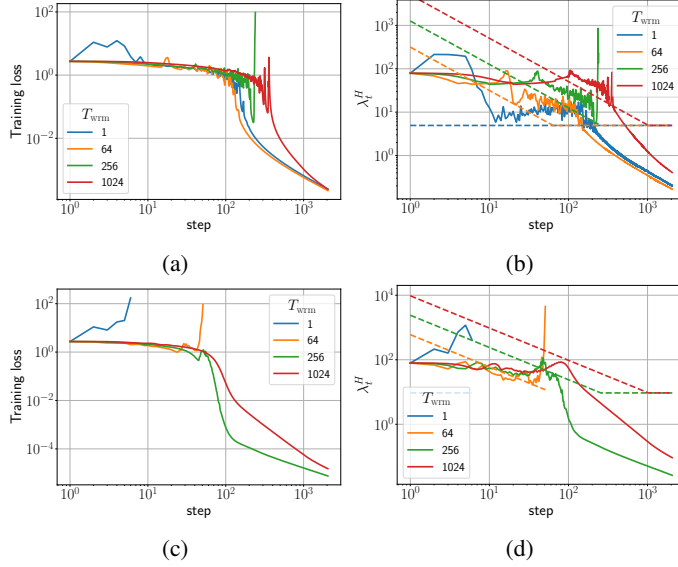 10²
10⁰
10⁻²
Training loss
T_wrm
1
64
256
1024
10⁰
10¹
10²
10³
step
(a)
10³
10²
10¹
10⁰
λₜᴴ
T_wrm
1
64
256
1024
10⁰
10¹
10²
10³
step
(b)
10²
10⁰
10⁻²
10⁻⁴
Training loss
T_wrm
1
64
256
1024
10⁰
10¹
10²
10³
step
(c)
10⁴
10²
10⁰
λₜᴴ
T_wrm
1
64
256
1024
10⁰
10¹
10²
10³
step
(d)